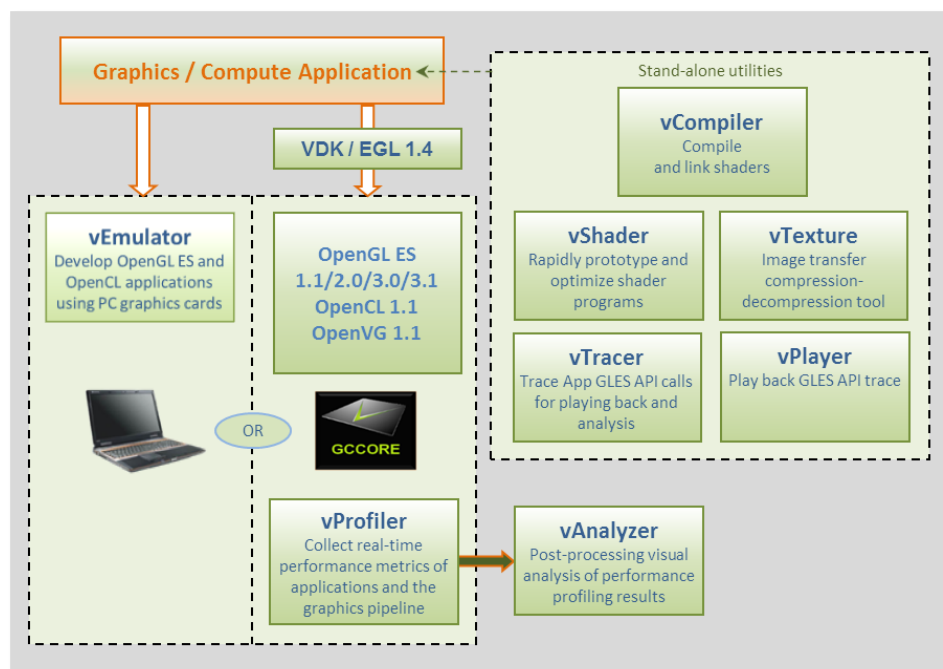 Graphics / Compute Application
Stand-alone utilities
vCompiler
Compile
and link shaders
VDK / EGL 1.4
vEmulator
Develop OpenGL ES and
OpenCL applications
using PC graphics cards
OpenGL ES
1.1/2.0/3.0/3.1
OpenCL 1.1
OpenVG 1.1
vShader
Rapidly prototype and
optimize shader
programs
vTexture
Image transfer
compression-
decompression tool
vTracer
Trace App GLES API calls
for playing back and
analysis
vPlayer
Play back GLES API trace
OR
GCCORE
vProfiler
Collect real-time
performance metrics of
applications and the
graphics pipeline
vAnalyzer
Post-processing visual
analysis of performance
profiling results